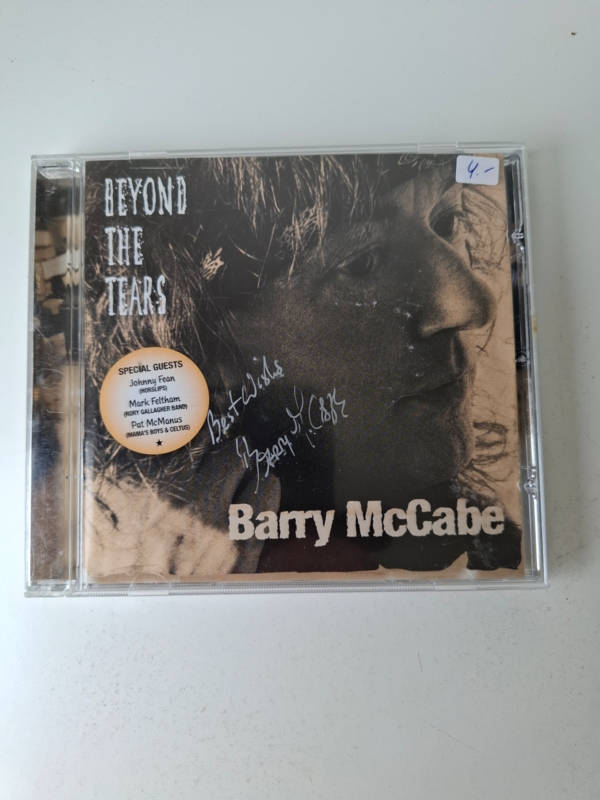 BEYOND
THE
TEARS
4.-
SPECIAL GUESTS
Johnny Fean
(HORSLIPS)
Mark Feltham
(RORY GALLAGHER BAND)
Pat McManus
(MAMA'S BOYS & CELTUS)
Best Wishes
Barry McCabe
Barry McCabe